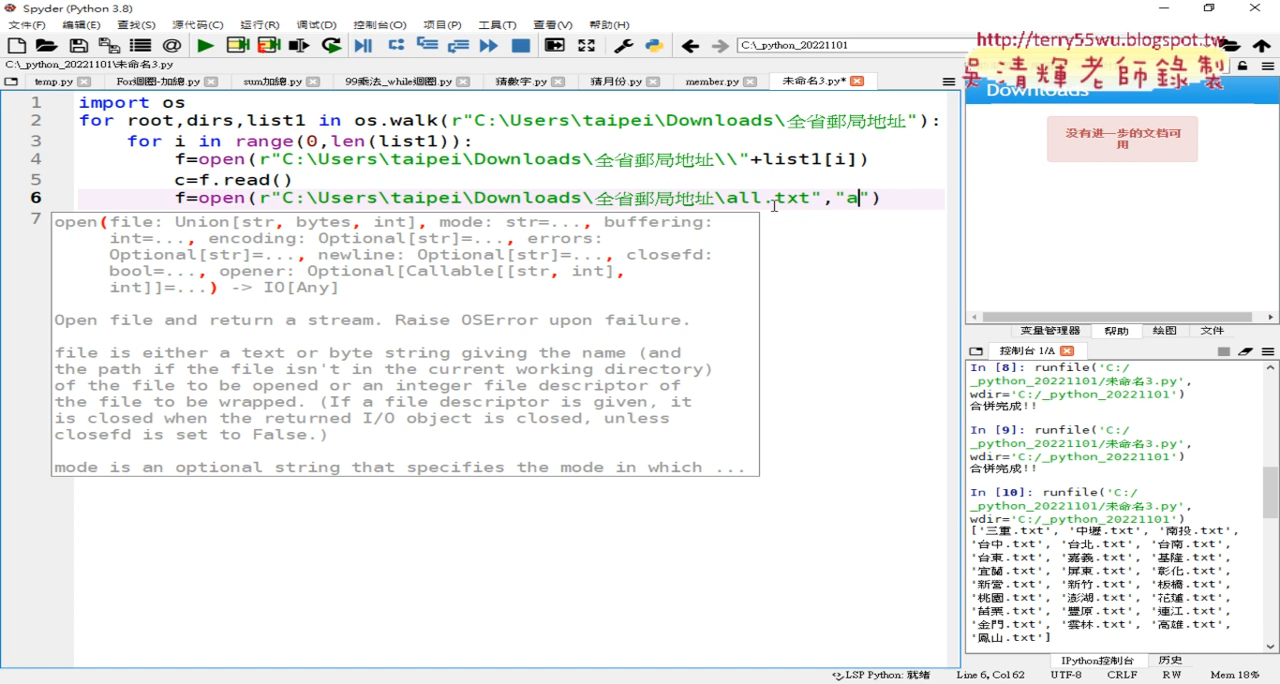 Spyder (Python 3.8)
文件(F) 编辑(E) 查找(S) 源代码(C) 运行(R) 调试(D) 控制台(O) 项目(P) 工具(T) 查看(V) 帮助(H)
C:\_python_20221101
http://terry55wu.blogspot.tw
吳清輝老師錄製
C:\_python_20221101\未命名3.py
temp.py For迴圈-加總.py sum加總.py 99乘法_while迴圈.py 猜數字.py 猜月份.py member.py 未命名3.py*
Downloads
没有进一步的文档可
用
1 import os
2 for root,dirs,list1 in os.walk(r"C:\Users\taipei\Downloads\全省郵局地址"):
3 for i in range(0,len(list1)):
4 f=open(r"C:\Users\taipei\Downloads\全省郵局地址\\"+list1[i])
5 c=f.read()
6 f=open(r"C:\Users\taipei\Downloads\全省郵局地址\all.txt","a")
7
open(file: Union[str, bytes, int], mode: str=..., buffering:
int=..., encoding: Optional[str]=..., errors:
Optional[str]=..., newline: Optional[str]=..., closefd:
bool=..., opener: Optional[Callable[[str, int],
int]]=...) -> IO[Any]
Open file and return a stream. Raise OSError upon failure.
file is either a text or byte string giving the name (and
the path if the file isn't in the current working directory)
of the file to be opened or an integer file descriptor of
the file to be wrapped. (If a file descriptor is given, it
is closed when the returned I/O object is closed, unless
closefd is set to False.)
mode is an optional string that specifies the mode in which ...
变量管理器 帮助 绘图 文件
控制台 1/A
In [8]: runfile('C:/
_python_20221101/未命名3.py',
wdir='C:/_python_20221101')
合併完成!!
In [9]: runfile('C:/
_python_20221101/未命名3.py',
wdir='C:/_python_20221101')
合併完成!!
In [10]: runfile('C:/
_python_20221101/未命名3.py',
wdir='C:/_python_20221101')
['三重.txt', '中壢.txt', '南投.txt',
'台中.txt', '台北.txt', '台南.txt',
'台東.txt', '嘉義.txt', '基隆.txt',
'宜蘭.txt', '屏東.txt', '彰化.txt',
'新營.txt', '新竹.txt', '板橋.txt',
'桃園.txt', '澎湖.txt', '花蓮.txt',
'苗栗.txt', '豐原.txt', '連江.txt',
'金門.txt', '雲林.txt', '高雄.txt',
'鳳山.txt']
IPython控制台 历史
LSP Python: 就绪 Line 6, Col 62 UTF-8 CRLF RW Mem 18%